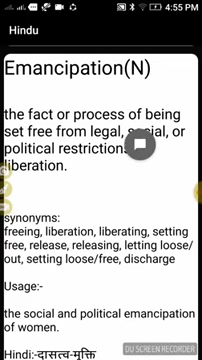 4:55 PM
Hindu
Emancipation(N)
the fact or process of being
set free from legal, social, or
political restrictions
liberation.
synonyms:
freeing, liberation, liberating, setting
free, release, releasing, letting loose/
out, setting loose/free, discharge
Usage:-
the social and political emancipation
of women.
DU SCREEN RECORDER
Hindi:-दासत्व-मुक्ति